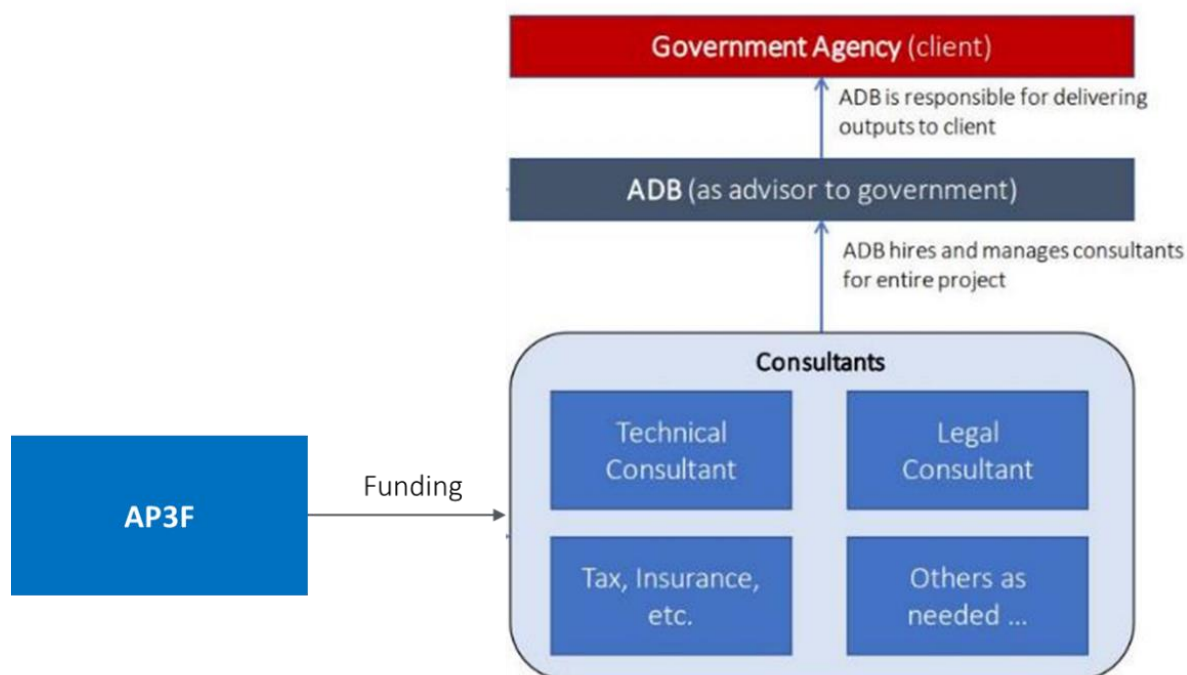 Government Agency (client)
ADB is responsible for delivering
outputs to client
ADB (as advisor to government)
ADB hires and manages consultants
for entire project
Consultants
Technical
Consultant
Legal
Consultant
AP3F
Funding
Tax, Insurance,
etc.
Others as
needed ...